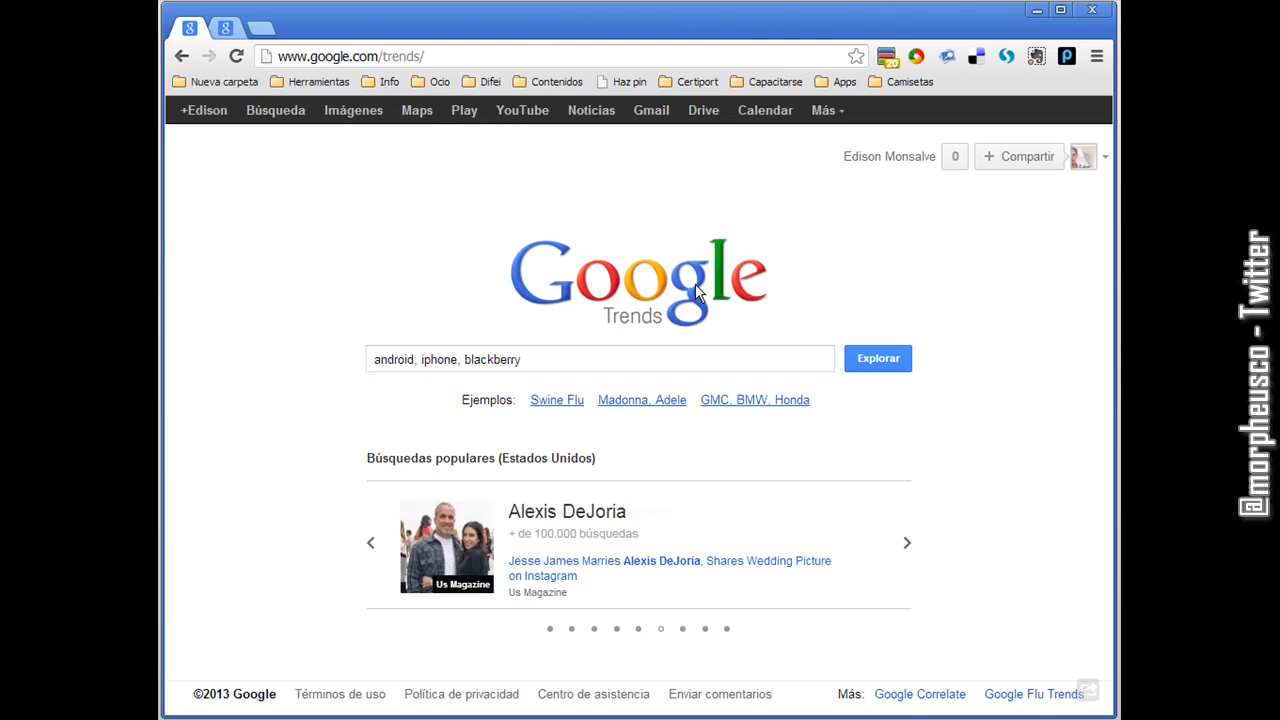 www.google.com/trends/
20
Nueva carpeta Herramientas Info Ocio Difei Contenidos Haz pin Certiport Capacitarse Apps Camisetas
+Edison Búsqueda Imágenes Maps Play YouTube Noticias Gmail Drive Calendar Más
Edison Monsalve 0 + Compartir
Google
Trends
android, iphone, blackberry Explorar
Ejemplos: Swine Flu Madonna, Adele GMC, BMW, Honda
Búsquedas populares (Estados Unidos)
Alexis DeJoria
+ de 100.000 búsquedas
Jesse James Marries Alexis DeJoria, Shares Wedding Picture
on Instagram
Us Magazine
Us Magazine
©2013 Google Términos de uso Política de privacidad Centro de asistencia Enviar comentarios Más: Google Correlate Google Flu Trends
@morpheusco - Twitter